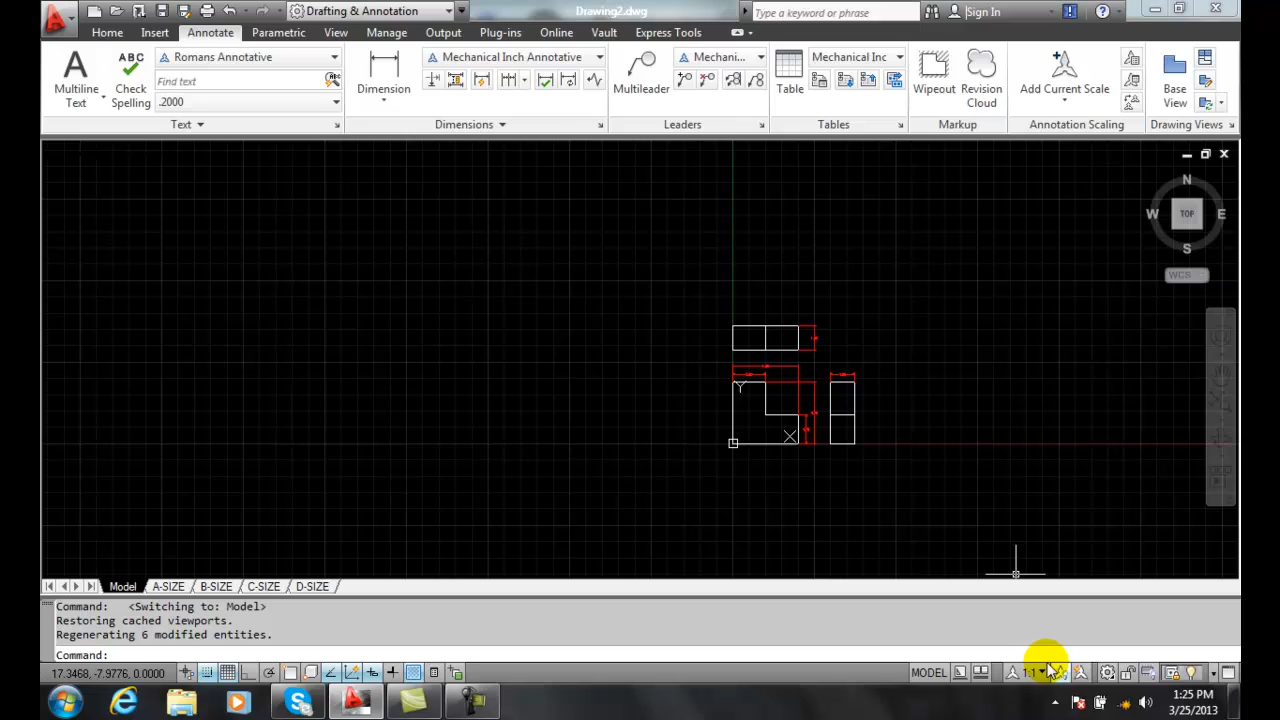 Drafting & Annotation
Drawing2.dwg
Type a keyword or phrase
Sign In
Home Insert Annotate Parametric View Manage Output Plug-ins Online Vault Express Tools
Multiline Text
ABC
Check Spelling
Romans Annotative
Find text
.2000
Text
Dimension
Mechanical Inch Annotative
Dimensions
Multileader
Mechani...
Leaders
Table
Mechanical Inc
Tables
Wipeout
Revision Cloud
Markup
Add Current Scale
Annotation Scaling
Base View
Drawing Views
N
W TOP E
S
WCS
Y
X
Model A-SIZE B-SIZE C-SIZE D-SIZE
Command: <Switching to: Model>
Restoring cached viewports.
Regenerating 6 modified entities.
Command:
17.3468, -7.9776, 0.0000
MODEL
1:1
1:25 PM
3/25/2013